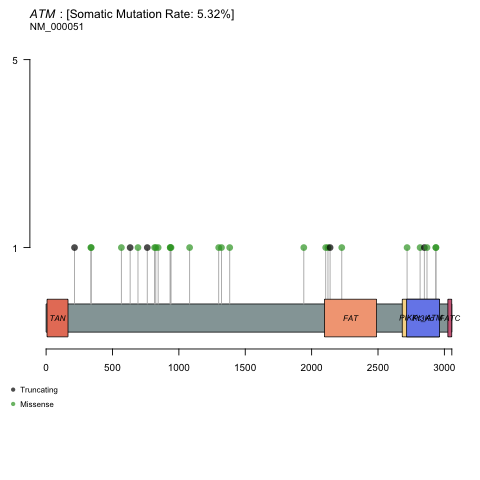 ATM : [Somatic Mutation Rate: 5.32%]
NM_000051
5
1
TAN
FAT
FATC
0 500 1000 1500 2000 2500 3000
Truncating
Missense